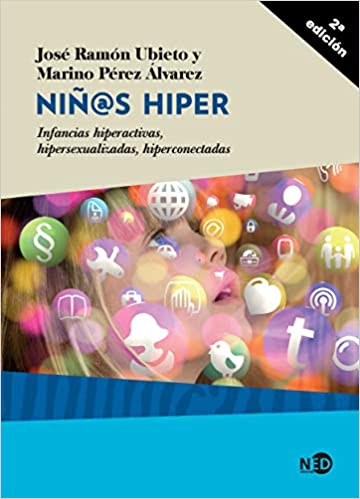 2ª
edición
José Ramón Ubieto y
Marino Pérez Álvarez
NIÑ@S HIPER
Infancias hiperactivas,
hipersexualizadas, hiperconectadas
NED